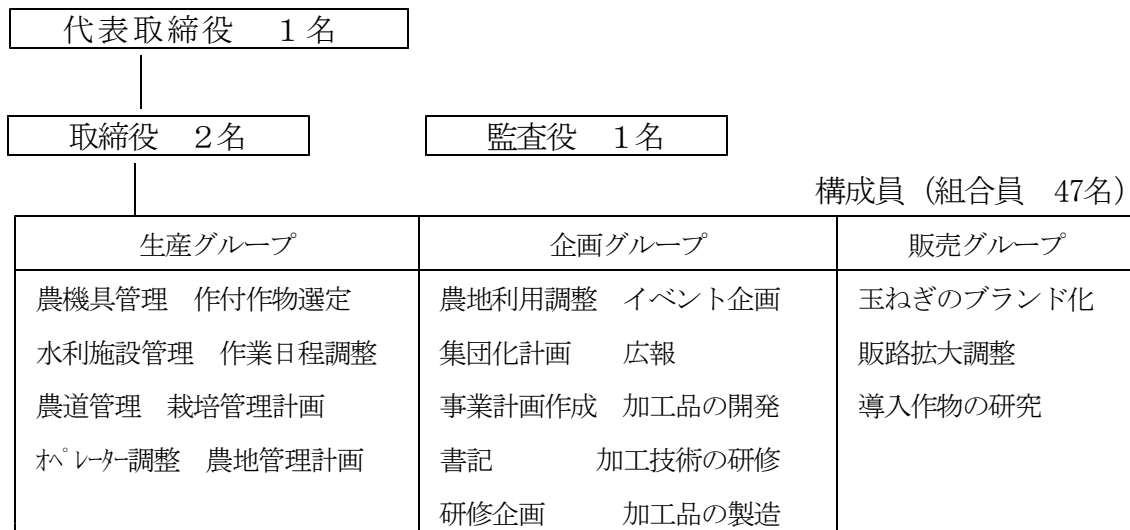 代表取締役　１名
取締役　２名　監査役　１名
構成員（組合員　47名）
生産グループ　企画グループ　販売グループ
農機具管理　作付作物選定　農地利用調整　イベント企画　玉ねぎのブランド化
水利施設管理　作業日程調整　集団化計画　広報　販路拡大調整
農道管理　栽培管理計画　事業計画作成　加工品の開発　導入作物の研究
ｵﾍﾟﾚｰﾀｰ調整　農地管理計画　書記　加工技術の研修
研修企画　加工品の製造